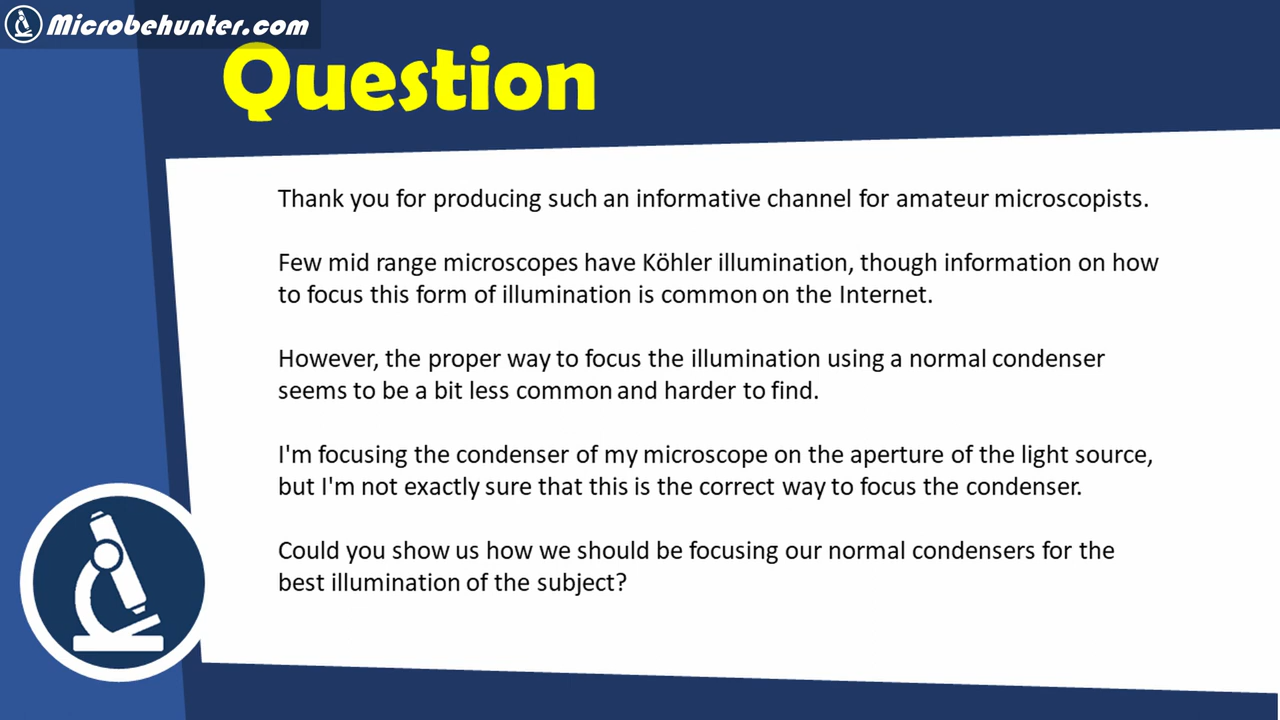 Microbehunter.com
Question
Thank you for producing such an informative channel for amateur microscopists.
Few mid range microscopes have Köhler illumination, though information on how
to focus this form of illumination is common on the Internet.
However, the proper way to focus the illumination using a normal condenser
seems to be a bit less common and harder to find.
I'm focusing the condenser of my microscope on the aperture of the light source,
but I'm not exactly sure that this is the correct way to focus the condenser.
Could you show us how we should be focusing our normal condensers for the
best illumination of the subject?